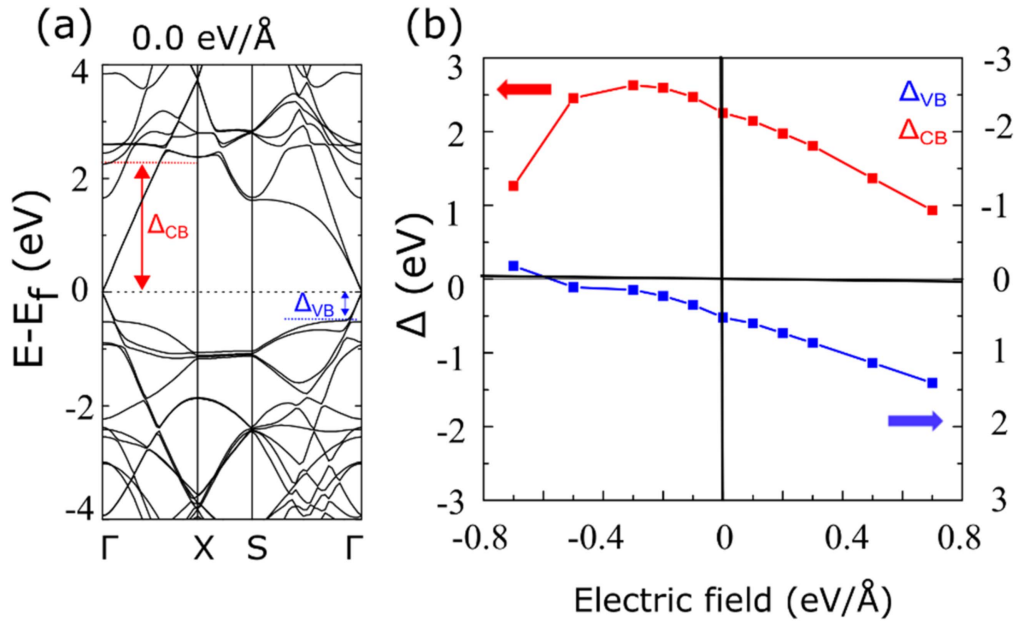 (a)
0.0 eV/Å
E-E_f (eV)
4
2
0
-2
-4
Δ_CB
Δ_VB
Γ X S Γ
(b)
Δ (eV)
3
2
1
0
-1
-2
-3
Δ_VB
Δ_CB
-3
-2
-1
0
1
2
3
-0.8 -0.4 0 0.4 0.8
Electric field (eV/Å)